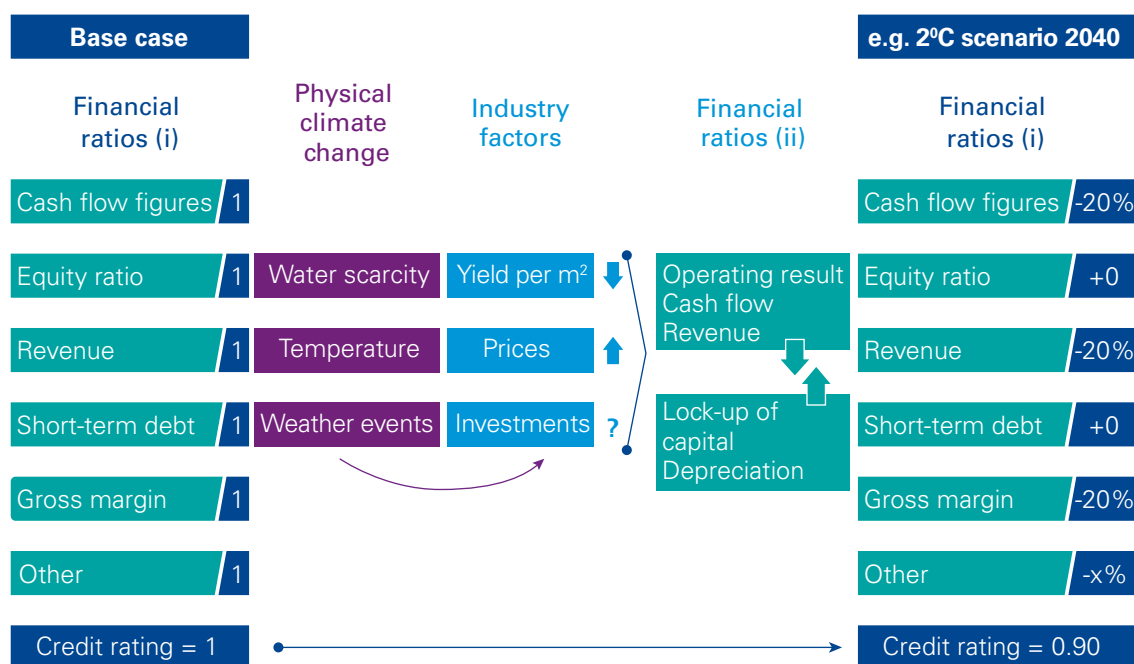 Base case
e.g. 2⁰C scenario 2040
Financial
ratios (i)
Physical
climate
change
Industry
factors
Financial
ratios (ii)
Financial
ratios (i)
Cash flow figures 1
Cash flow figures -20%
Equity ratio 1
Water scarcity
Yield per m²
Operating result
Cash flow
Revenue
Equity ratio +0
Revenue 1
Temperature
Prices
Revenue -20%
Short-term debt 1
Weather events
Investments ?
Lock-up of
capital
Depreciation
Short-term debt +0
Gross margin 1
Gross margin -20%
Other 1
Other -x%
Credit rating = 1
Credit rating = 0.90